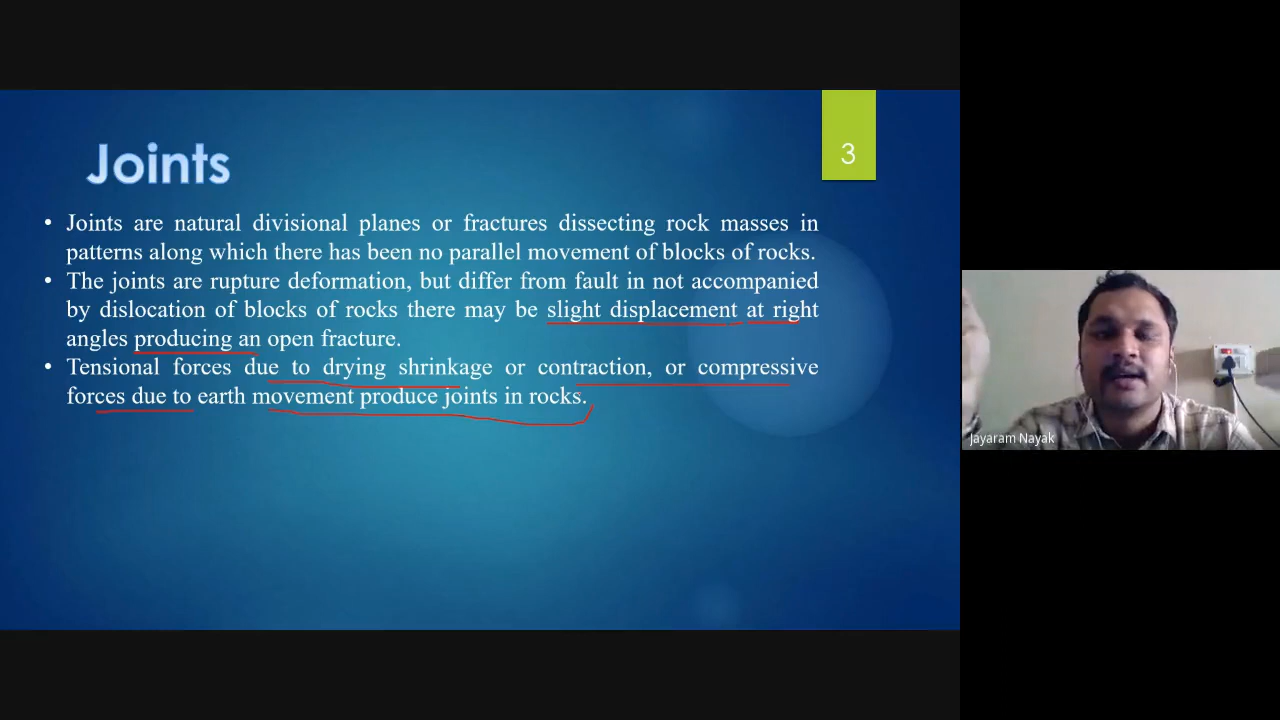 Joints
3
• Joints are natural divisional planes or fractures dissecting rock masses in
patterns along which there has been no parallel movement of blocks of rocks.
• The joints are rupture deformation, but differ from fault in not accompanied
by dislocation of blocks of rocks there may be slight displacement at right
angles producing an open fracture.
• Tensional forces due to drying shrinkage or contraction, or compressive
forces due to earth movement produce joints in rocks.
Jayaram Nayak